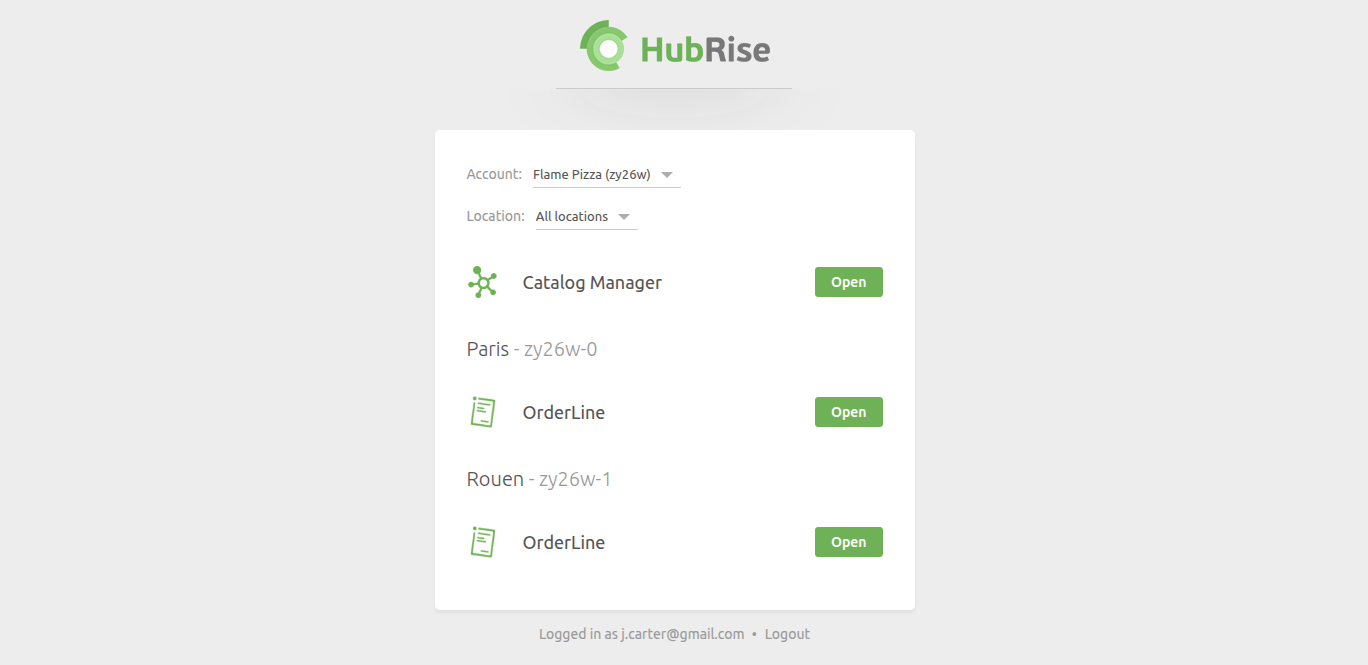 HubRise
Account: Flame Pizza (zy26w)
Location: All locations
Catalog Manager Open
Paris - zy26w-0
OrderLine Open
Rouen - zy26w-1
OrderLine Open
Logged in as j.carter@gmail.com • Logout